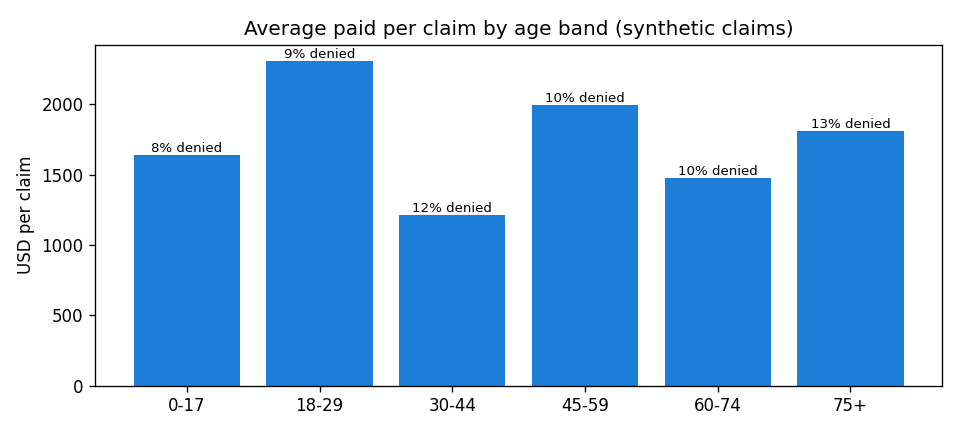 Average paid per claim by age band (synthetic claims)
USD per claim
2000
1500
1000
500
0
8% denied
9% denied
12% denied
10% denied
10% denied
13% denied
0-17
18-29
30-44
45-59
60-74
75+